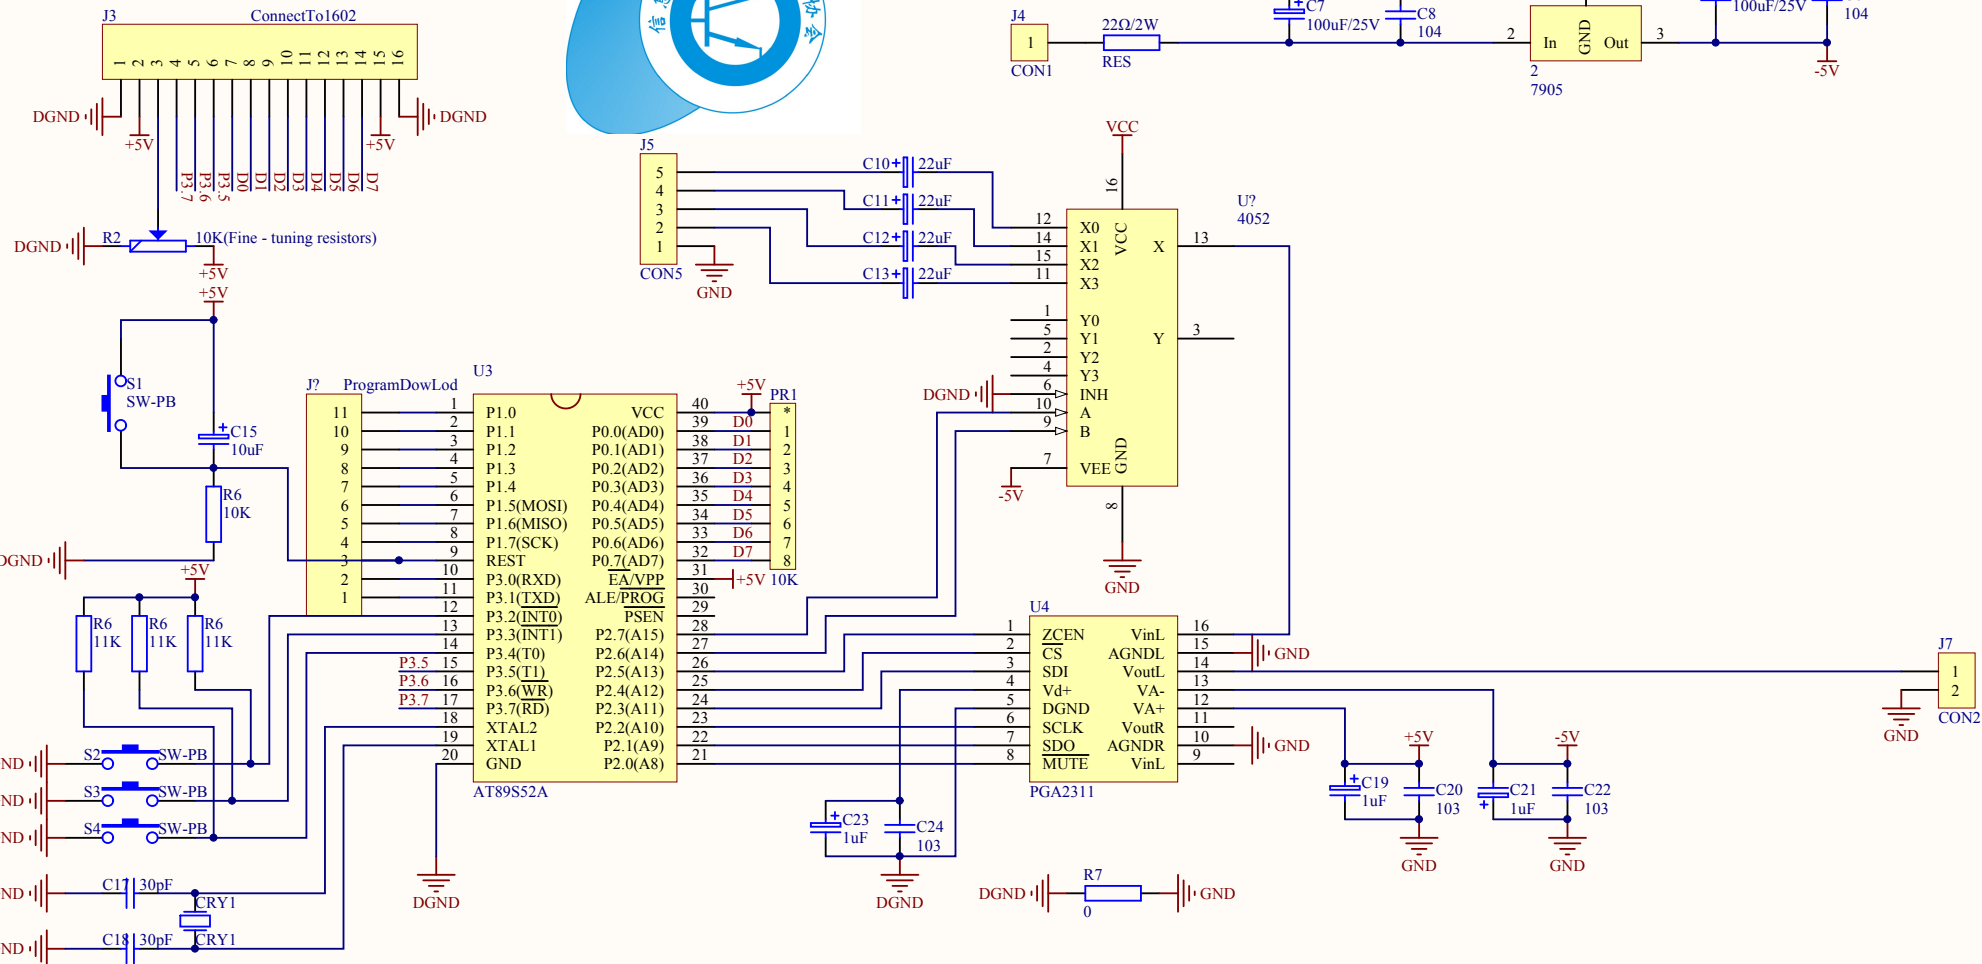 J3
ConnectTo1602
1 2 3 4 5 6 7 8 9 10 11 12 13 14 15 16
DGND
DGND
+5V
+5V
P3.7
P3.6
P3.5
D0
D1
D2
D3
D4
D5
D6
D7
DGND
R2
10K(Fine - tuning resistors)
+5V
+5V
S1
SW-PB
C15
10uF
R6
10K
DGND
+5V
R6
11K
R6
11K
R6
11K
S2
SW-PB
S3
SW-PB
S4
SW-PB
ND
ND
ND
C17
30pF
CRY1
C18
30pF
CRY1
ND
ND
J?
ProgramDowLod
11
10
9
8
7
6
5
4
3
2
1
U3
1 P1.0
2 P1.1
3 P1.2
4 P1.3
5 P1.4
6 P1.5(MOSI)
7 P1.6(MISO)
8 P1.7(SCK)
9 REST
10 P3.0(RXD)
11 P3.1(TXD)
12 P3.2(INT0)
13 P3.3(INT1)
14 P3.4(T0)
P3.5 15 P3.5(T1)
P3.6 16 P3.6(WR)
P3.7 17 P3.7(RD)
18 XTAL2
19 XTAL1
20 GND
VCC 40
P0.0(AD0) 39 D0
P0.1(AD1) 38 D1
P0.2(AD2) 37 D2
P0.3(AD3) 36 D3
P0.4(AD4) 35 D4
P0.5(AD5) 34 D5
P0.6(AD6) 33 D6
P0.7(AD7) 32 D7
EA/VPP 31 +5V
ALE/PROG 30
PSEN 29
P2.7(A15) 28
P2.6(A14) 27
P2.5(A13) 26
P2.4(A12) 25
P2.3(A11) 24
P2.2(A10) 23
P2.1(A9) 22
P2.0(A8) 21
AT89S52A
DGND
+5V
PR1
*
1
2
3
4
5
6
7
8
10K
信
协
会
J5
5
4
3
2
1
CON5
GND
C10 22uF
C11 22uF
C12 22uF
C13 22uF
VCC
16
U?
4052
12 X0
14 X1
15 X2
11 X3
1 Y0
5 Y1
2 Y2
4 Y3
DGND
6 INH
10 A
9 B
7 VEE
-5V
VCC
GND
X 13
Y 3
8
GND
J4
1
CON1
22Ω/2W
RES
C7
100uF/25V
C8
104
2
In
GND
Out
3
2
7905
100uF/25V
104
-5V
U4
1 ZCEN
2 CS
3 SDI
4 Vd+
5 DGND
6 SCLK
7 SDO
8 MUTE
VinL 16
AGNDL 15
VoutL 14
VA- 13
VA+ 12
VoutR 11
AGNDR 10
VinL 9
PGA2311
GND
GND
C23
1uF
C24
103
DGND
DGND
R7
0
GND
+5V
C19
1uF
C20
103
GND
-5V
C21
1uF
C22
103
GND
J7
1
2
CON2
GND